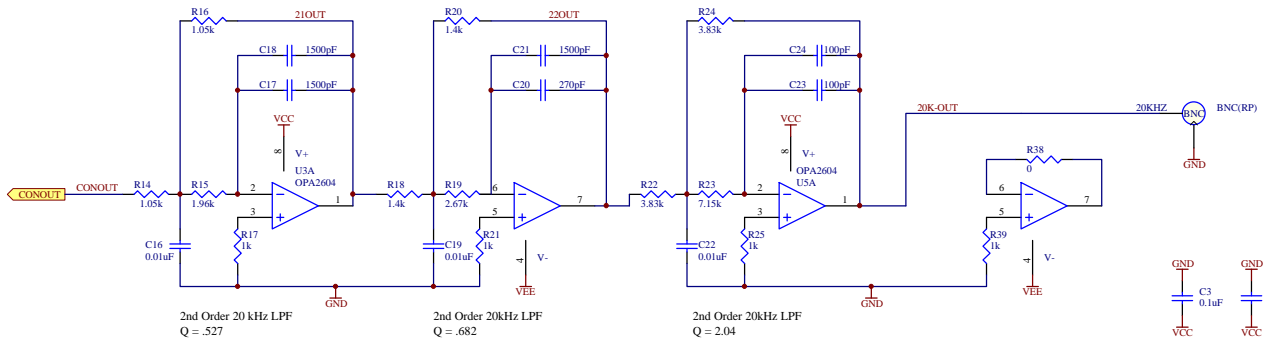 R16
1.05k
21OUT
C18
1500pF
C17
1500pF
VCC
8
V+
U3A
OPA2604
CONOUT
CONOUT
R14
1.05k
R15
1.96k
2
3
1
R17
1k
C16
0.01uF
GND
2nd Order 20 kHz LPF
Q = .527
R20
1.4k
22OUT
C21
1500pF
C20
270pF
R18
1.4k
R19
2.67k
6
5
7
R21
1k
C19
0.01uF
4
V-
VEE
2nd Order 20kHz LPF
Q = .682
R24
3.83k
C24
100pF
C23
100pF
VCC
8
V+
OPA2604
U5A
R22
3.83k
R23
7.15k
2
3
1
R25
1k
C22
0.01uF
GND
2nd Order 20kHz LPF
Q = 2.04
20K-OUT
20KHZ
BNC
BNC(RP)
GND
R38
0
6
5
7
R39
1k
4
V-
VEE
GND
C3
0.1uF
VCC
GND
VCC